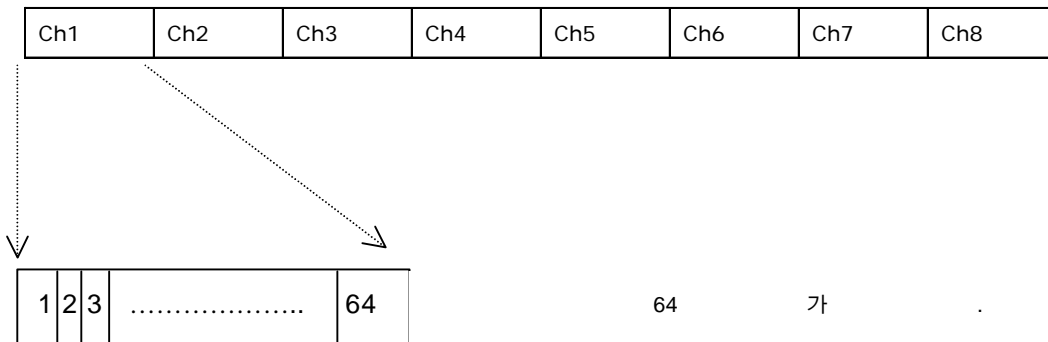 Ch1 Ch2 Ch3 Ch4 Ch5 Ch6 Ch7 Ch8
1 2 3 ……………….. 64 64 가 .